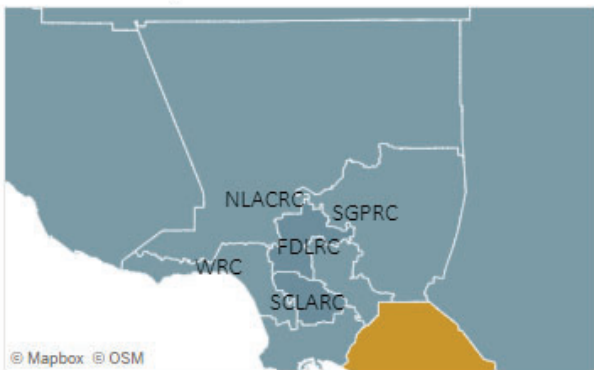 NLACRC
SGPRC
FDLRC
WRC
SCLARC
© Mapbox © OSM